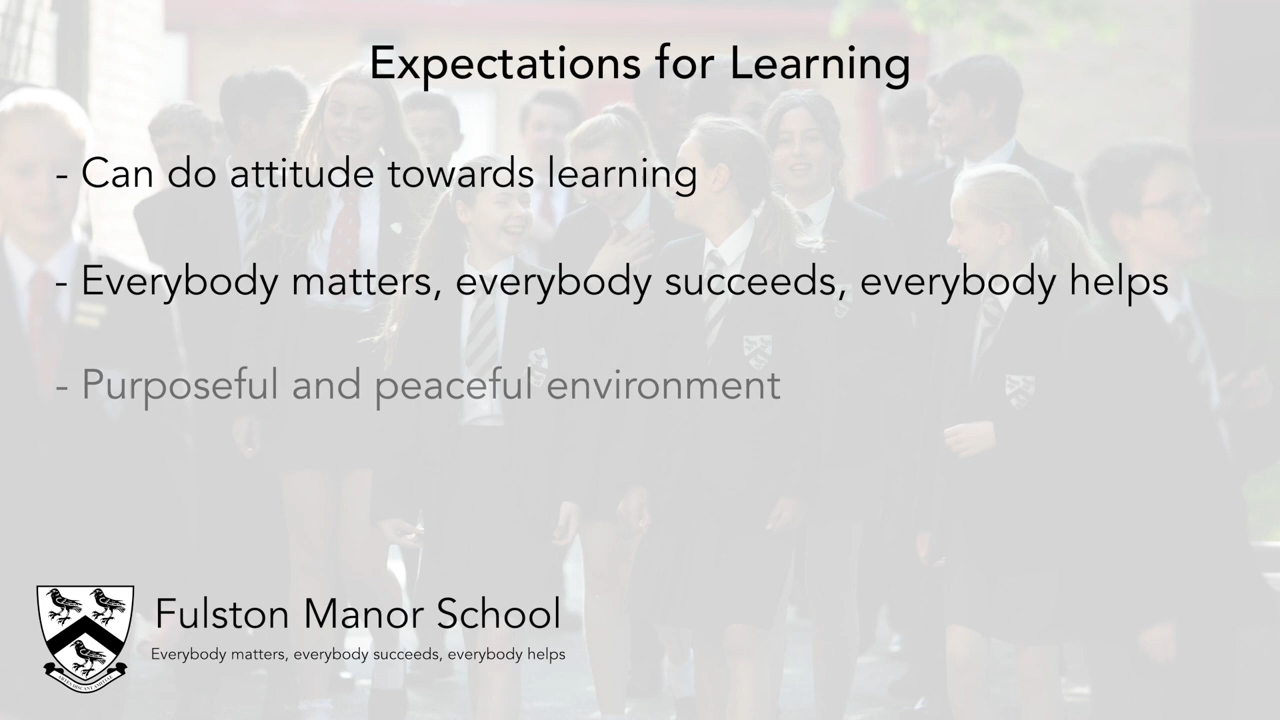 Expectations for Learning
- Can do attitude towards learning
- Everybody matters, everybody succeeds, everybody helps
- Purposeful and peaceful environment
Fulston Manor School
Everybody matters, everybody succeeds, everybody helps